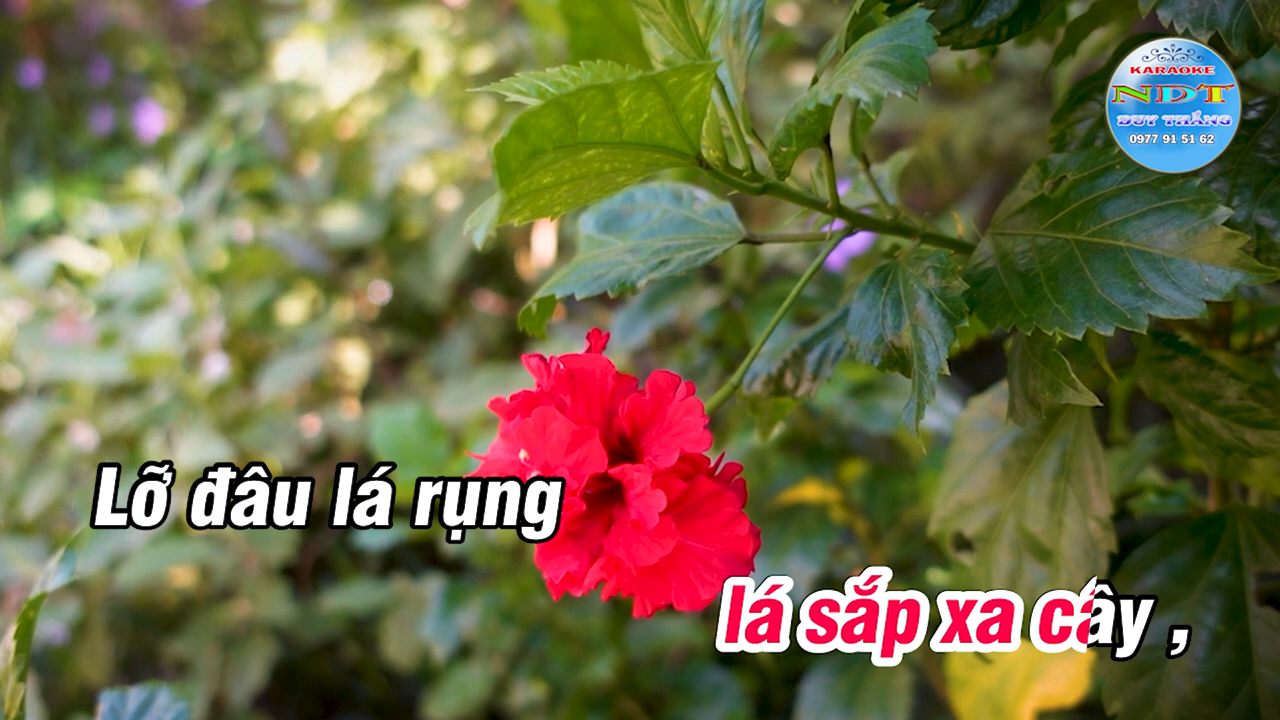 KARAOKE
NDT
DUY THẮNG
0977 91 51 62
Lỡ đâu lá rụng
lá sắp xa cây ,